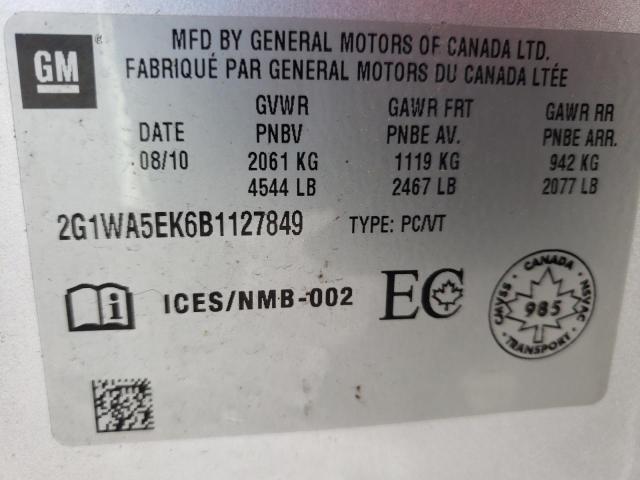 GM
MFD BY GENERAL MOTORS OF CANADA LTD.
FABRIQUÉ PAR GENERAL MOTORS DU CANADA LTÉE
GVWR GAWR FRT GAWR RR
DATE PNBV PNBE AV. PNBE ARR.
08/10 2061 KG 1119 KG 942 KG
4544 LB 2467 LB 2077 LB
2G1WA5EK6B1127849 TYPE: PC/VT
i ICES/NMB-002 EC
CANADA
CMVSS NSVAC
985
TRANSPORT